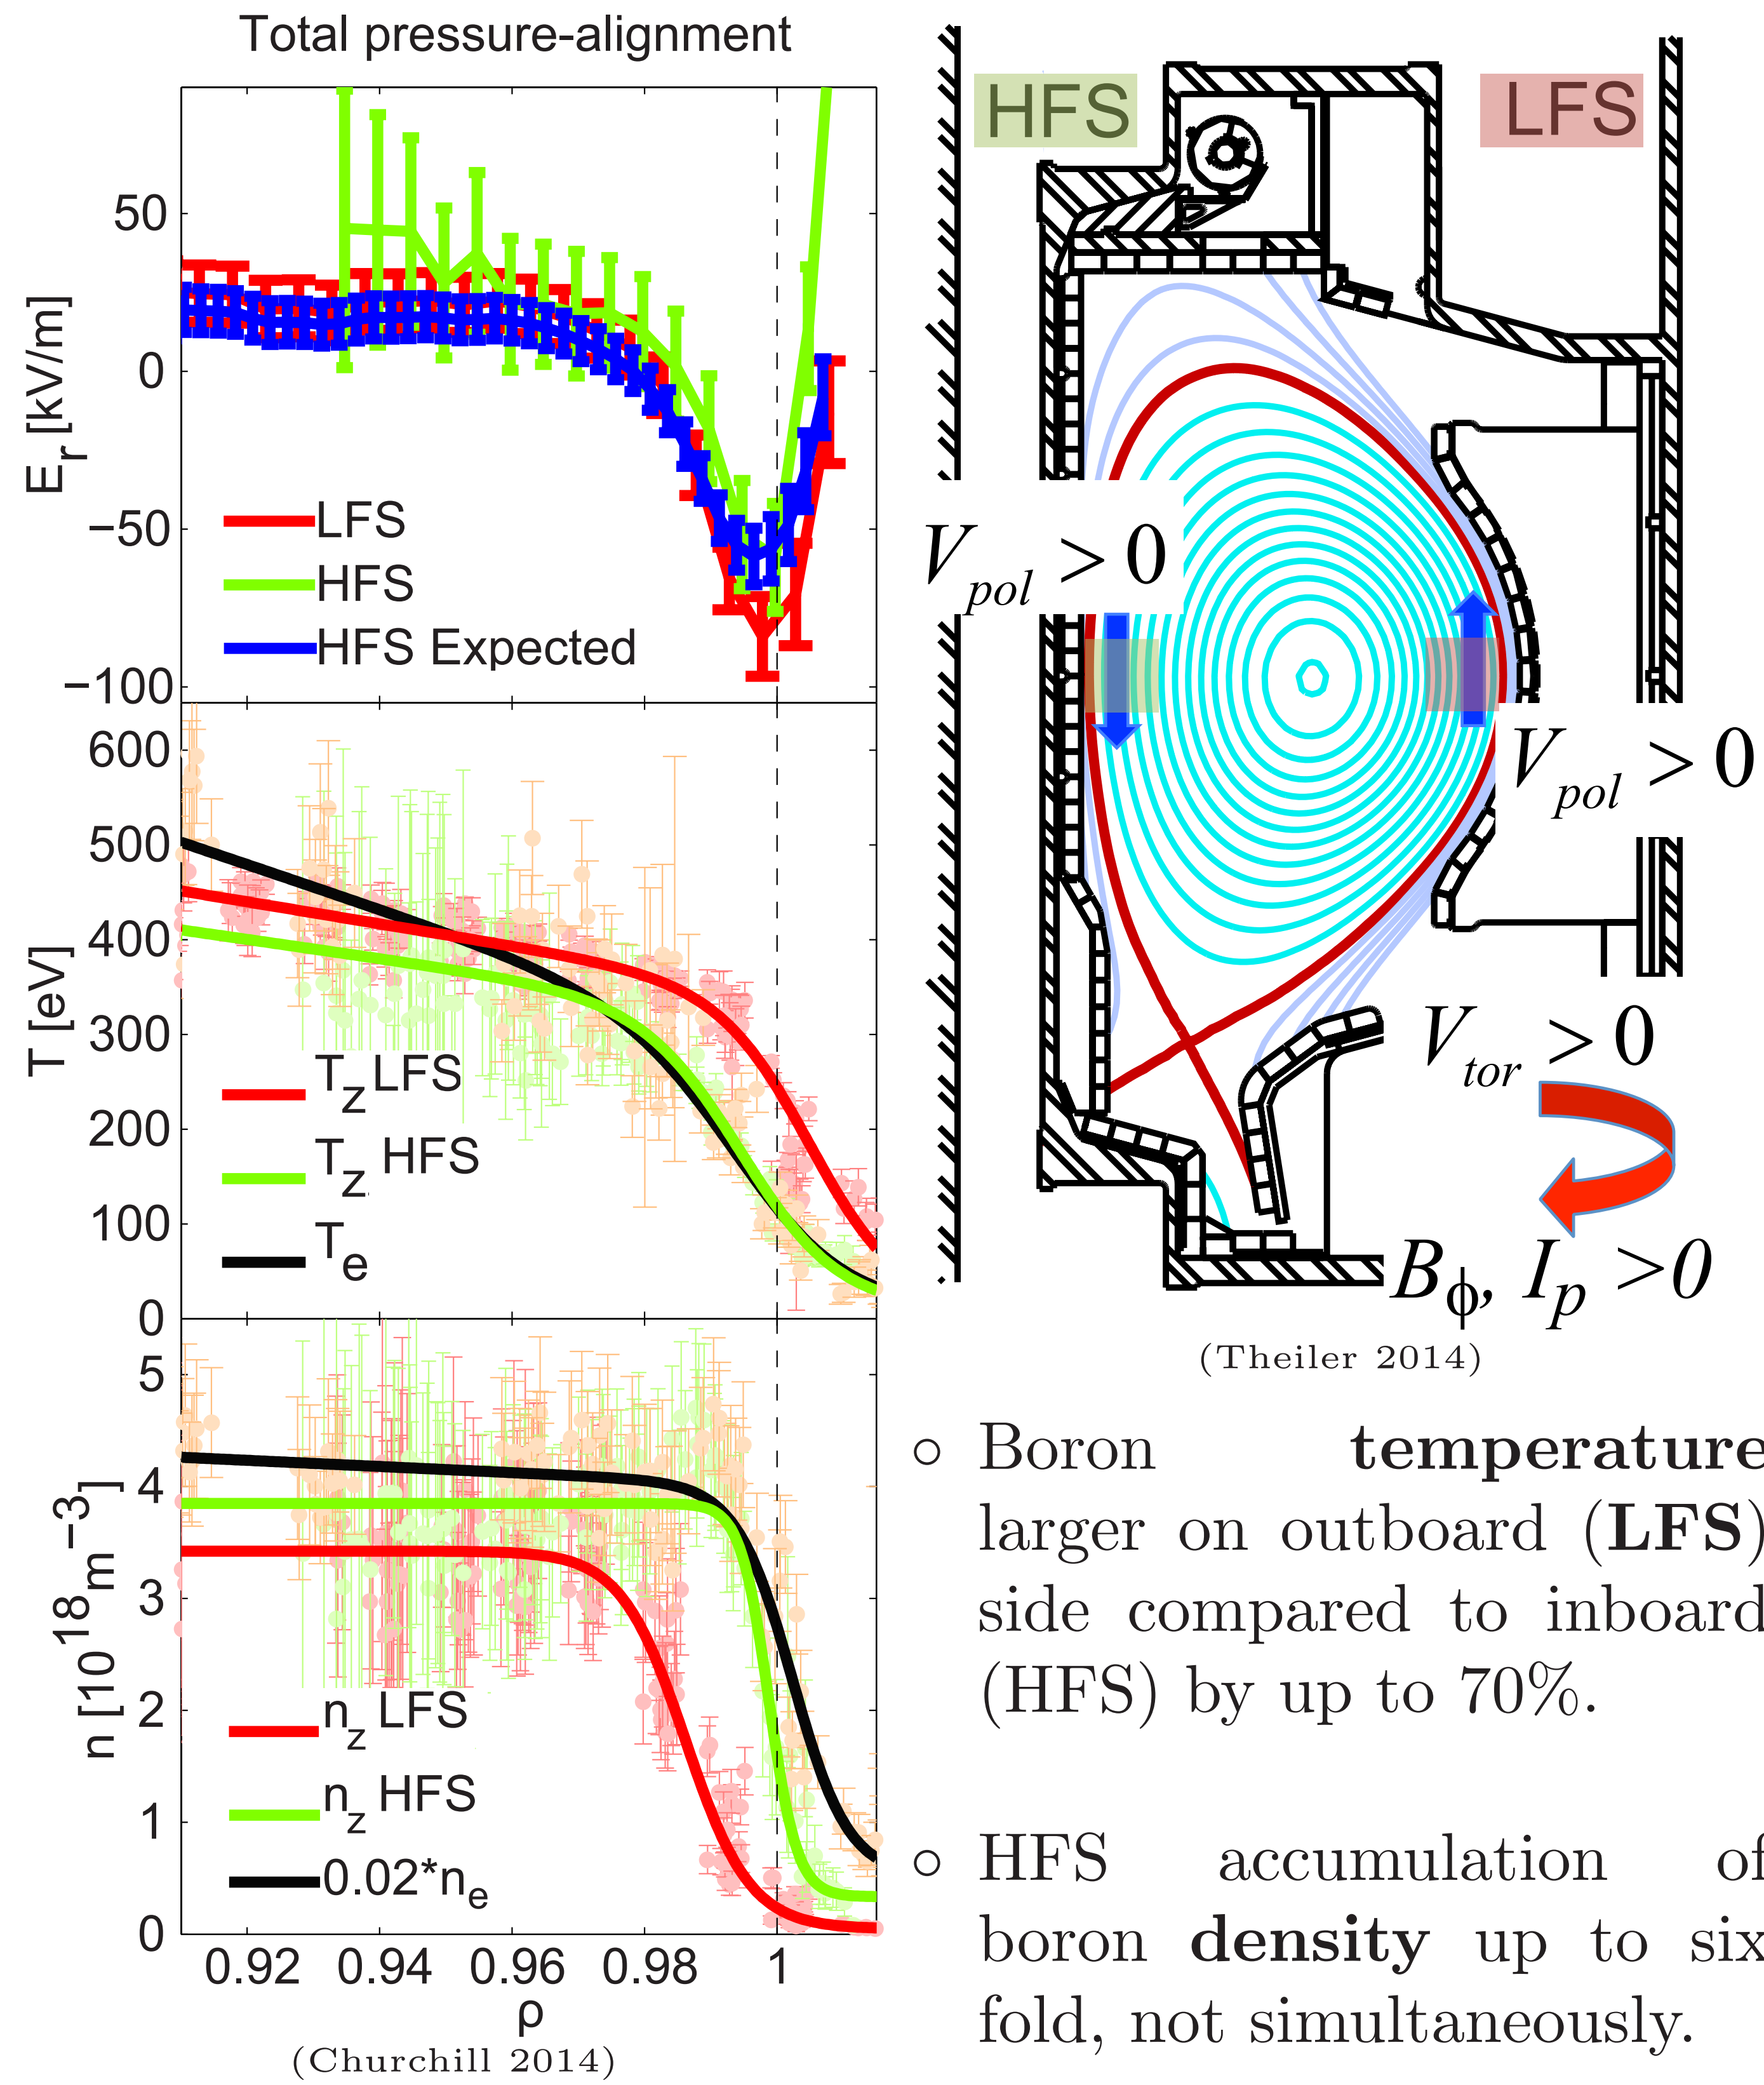 Total pressure-alignment
50
0
−50
−100
E_r [kV/m]
LFS
HFS
HFS Expected
600
500
400
300
200
100
0
T [eV]
T_z LFS
T_z HFS
T_e
5
4
3
2
1
0
n [10^18 m^−3]
n_z LFS
n_z HFS
0.02*n_e
0.92 0.94 0.96 0.98 1
ρ
(Churchill 2014)
HFS
LFS
V_pol > 0
V_pol > 0
V_tor > 0
B_ϕ, I_p >0
(Theiler 2014)
◦ Boron temperature
larger on outboard (LFS)
side compared to inboard
(HFS) by up to 70%.
◦ HFS accumulation of
boron density up to six
fold, not simultaneously.